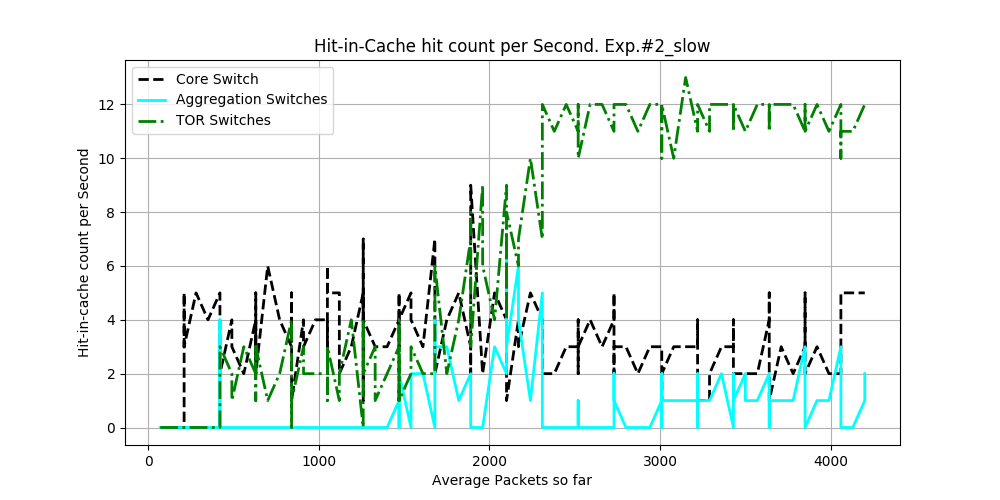 Hit-in-Cache hit count per Second. Exp.#2_slow
Core Switch
Aggregation Switches
TOR Switches
Hit-in-cache count per Second
12
10
8
6
4
2
0
0 1000 2000 3000 4000
Average Packets so far